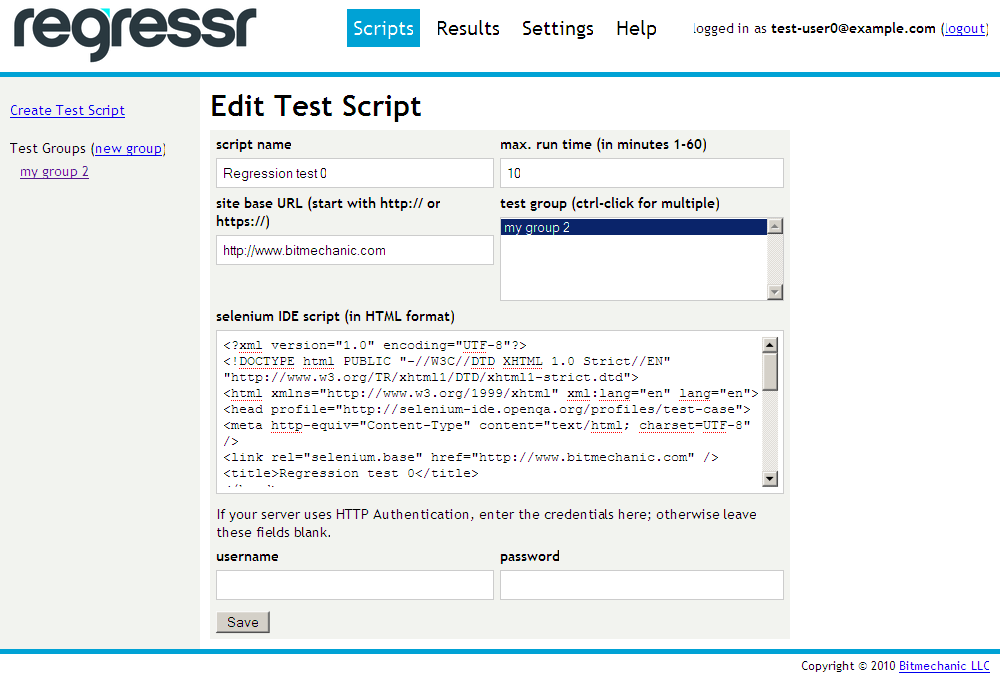 regressr
Scripts Results Settings Help
logged in as test-user0@example.com (logout)
Create Test Script
Test Groups (new group)
my group 2
Edit Test Script
script name
Regression test 0
max. run time (in minutes 1-60)
10
site base URL (start with http:// or
https://)
http://www.bitmechanic.com
test group (ctrl-click for multiple)
my group 2
selenium IDE script (in HTML format)
<?xml version="1.0" encoding="UTF-8"?>
<!DOCTYPE html PUBLIC "-//W3C//DTD XHTML 1.0 Strict//EN"
"http://www.w3.org/TR/xhtml1/DTD/xhtml1-strict.dtd">
<html xmlns="http://www.w3.org/1999/xhtml" xml:lang="en" lang="en">
<head profile="http://selenium-ide.openqa.org/profiles/test-case">
<meta http-equiv="Content-Type" content="text/html; charset=UTF-8"
/>
<link rel="selenium.base" href="http://www.bitmechanic.com" />
<title>Regression test 0</title>
If your server uses HTTP Authentication, enter the credentials here; otherwise leave
these fields blank.
username
password
Save
Copyright © 2010 Bitmechanic LLC